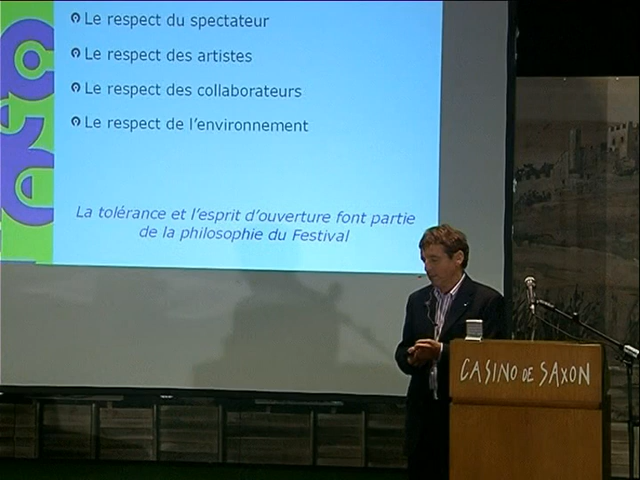 Le respect du spectateur
Le respect des artistes
Le respect des collaborateurs
Le respect de l'environnement
La tolérance et l'esprit d'ouverture font partie
de la philosophie du Festival
CASINO DE SAXON